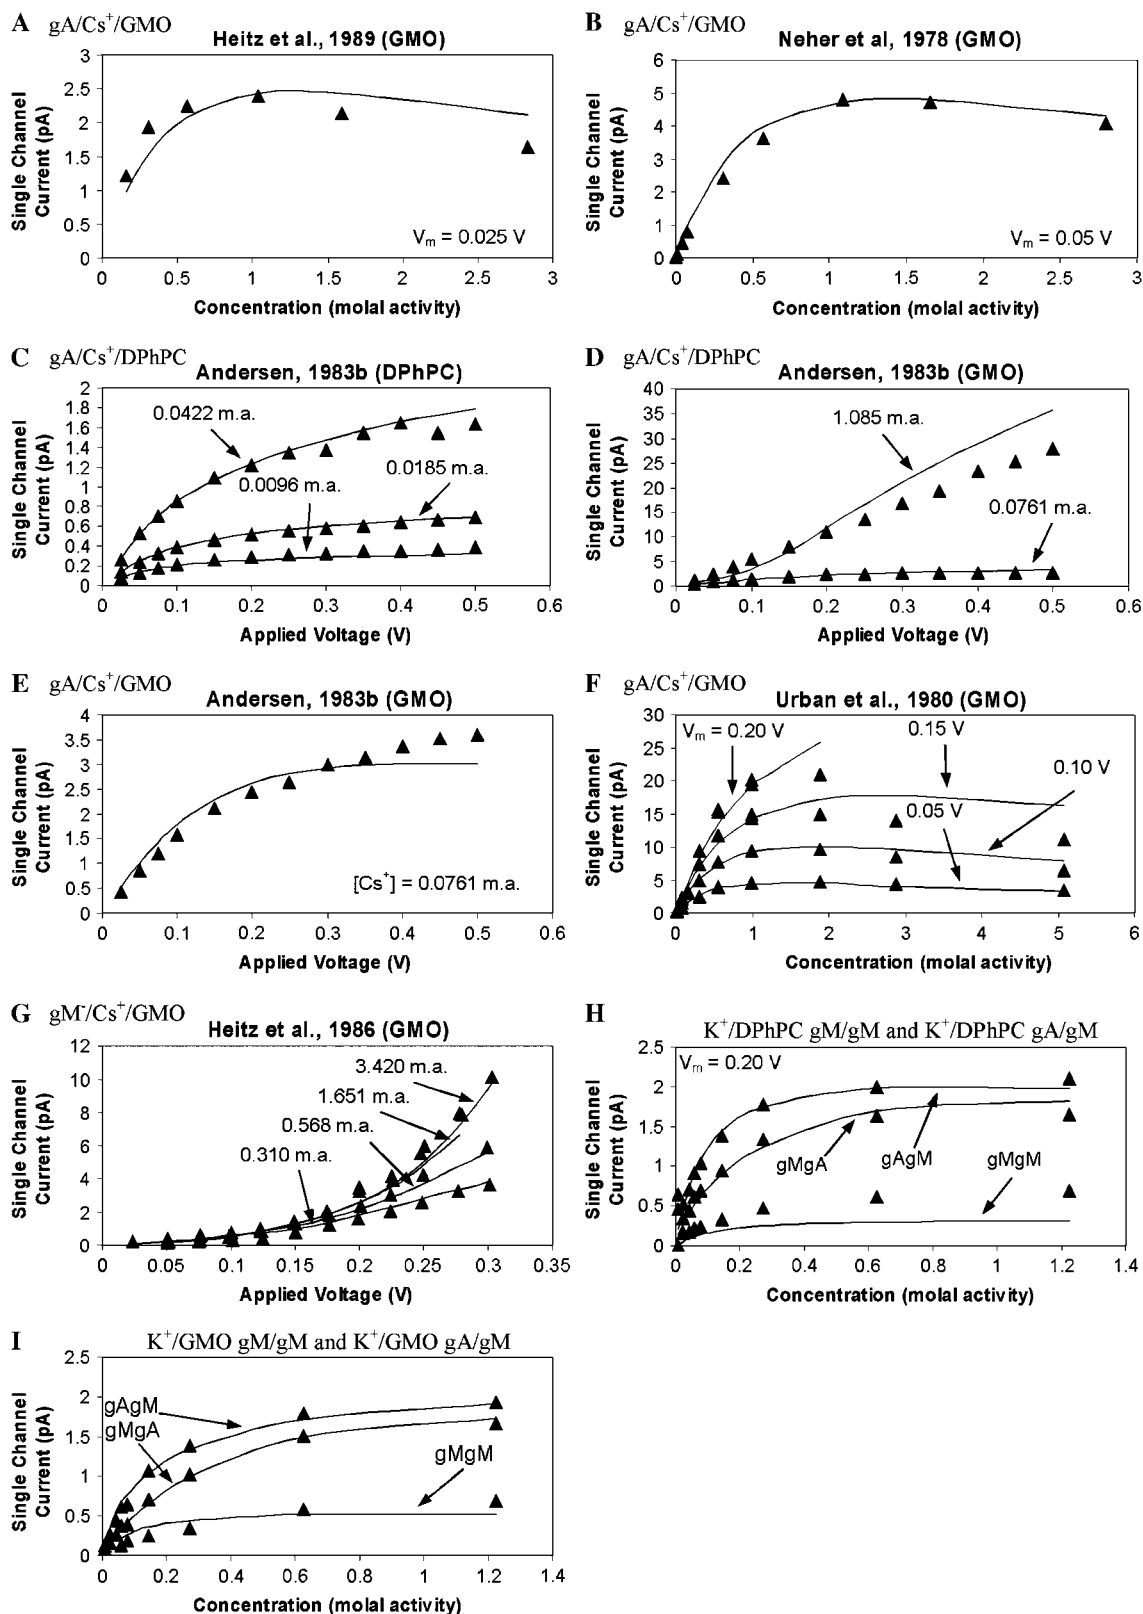 A gA/Cs+/GMO
Heitz et al., 1989 (GMO)
Single Channel
Current (pA)
3
2.5
2
1.5
1
0.5
0
Vm = 0.025 V
0 0.5 1 1.5 2 2.5 3
Concentration (molal activity)
B gA/Cs+/GMO
Neher et al, 1978 (GMO)
Single Channel
Current (pA)
6
5
4
3
2
1
0
Vm = 0.05 V
0 0.5 1 1.5 2 2.5 3
Concentration (molal activity)
C gA/Cs+/DPhPC
Andersen, 1983b (DPhPC)
Single Channel
Current (pA)
2
1.8
1.6
1.4
1.2
1
0.8
0.6
0.4
0.2
0
0.0422 m.a.
0.0185 m.a.
0.0096 m.a.
0 0.1 0.2 0.3 0.4 0.5 0.6
Applied Voltage (V)
D gA/Cs+/DPhPC
Andersen, 1983b (GMO)
Single Channel
Current (pA)
40
35
30
25
20
15
10
5
0
1.085 m.a.
0.0761 m.a.
0 0.1 0.2 0.3 0.4 0.5 0.6
Applied Voltage (V)
E gA/Cs+/GMO
Andersen, 1983b (GMO)
Single Channel
Current (pA)
4
3.5
3
2.5
2
1.5
1
0.5
0
[Cs+] = 0.0761 m.a.
0 0.1 0.2 0.3 0.4 0.5 0.6
Applied Voltage (V)
F gA/Cs+/GMO
Urban et al., 1980 (GMO)
Single Channel
Current (pA)
30
25
20
15
10
5
0
Vm = 0.20 V
0.15 V
0.10 V
0.05 V
0 1 2 3 4 5 6
Concentration (molal activity)
G gM-/Cs+/GMO
Heitz et al., 1986 (GMO)
Single Channel
Current (pA)
12
10
8
6
4
2
0
3.420 m.a.
1.651 m.a.
0.568 m.a.
0.310 m.a.
0 0.05 0.1 0.15 0.2 0.25 0.3 0.35
Applied Voltage (V)
H K+/DPhPC gM/gM and K+/DPhPC gA/gM
Single Channel
Current (pA)
2.5
2
1.5
1
0.5
0
Vm = 0.20 V
gMgA
gAgM
gMgM
0 0.2 0.4 0.6 0.8 1 1.2 1.4
Concentration (molal activity)
I K+/GMO gM/gM and K+/GMO gA/gM
Single Channel
Current (pA)
2.5
2
1.5
1
0.5
0
gAgM
gMgA
gMgM
0 0.2 0.4 0.6 0.8 1 1.2 1.4
Concentration (molal activity)